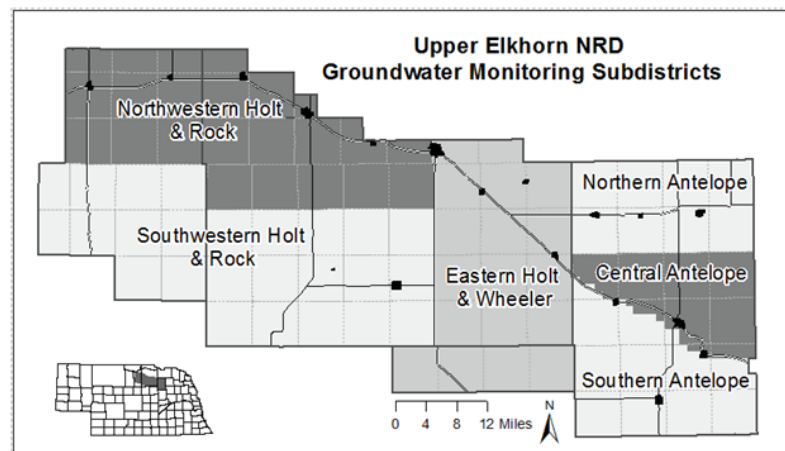 Upper Elkhorn NRD
Groundwater Monitoring Subdistricts
Northwestern Holt
& Rock
Northern Antelope
Southwestern Holt
& Rock
Eastern Holt
& Wheeler
Central Antelope
Southern Antelope
N
0 4 8 12 Miles